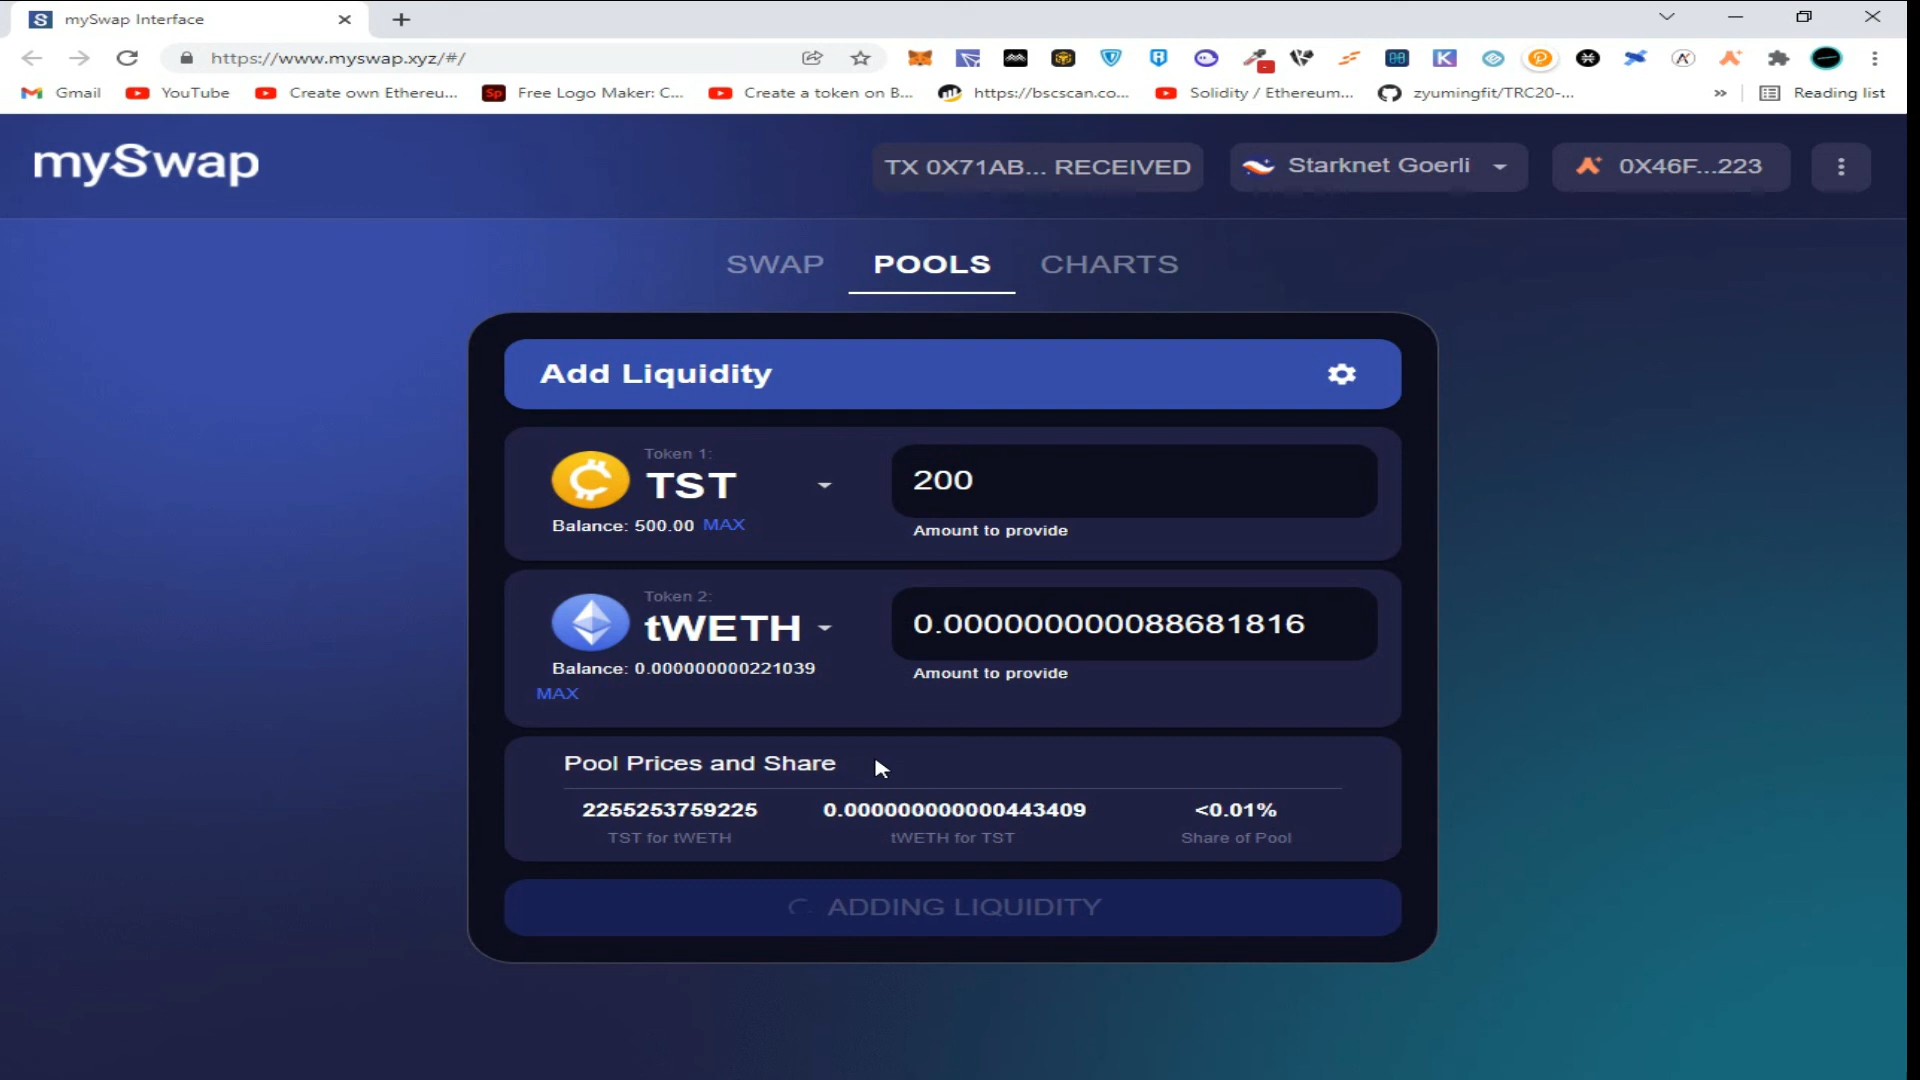 mySwap Interface
https://www.myswap.xyz/#/
Gmail YouTube Create own Ethereu... Sp Free Logo Maker: C... Create a token on B... https://bscscan.co... Solidity / Ethereum... zyumingfit/TRC20-... » Reading list
mySwap TX 0X71AB... RECEIVED Starknet Goerli 0X46F...223
SWAP POOLS CHARTS
Add Liquidity
Token 1:
TST 200
Balance: 500.00 MAX Amount to provide
Token 2:
tWETH 0.000000000088681816
Balance: 0.000000000221039 Amount to provide
MAX
Pool Prices and Share
2255253759225 0.000000000000443409 <0.01%
TST for tWETH tWETH for TST Share of Pool
ADDING LIQUIDITY